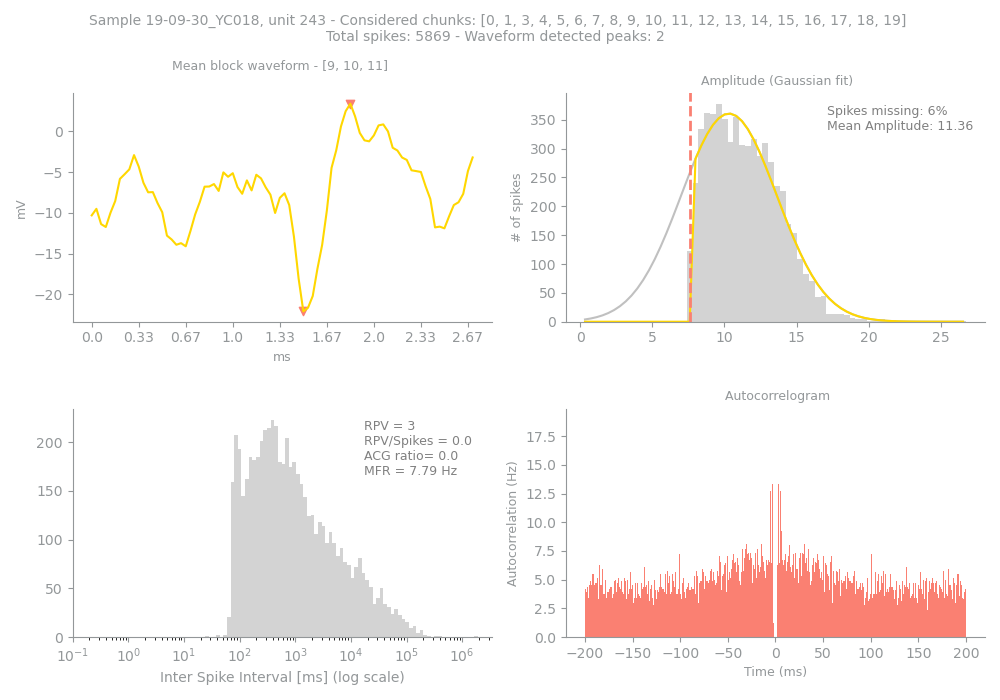 Sample 19-09-30_YC018, unit 243 - Considered chunks: [0, 1, 3, 4, 5, 6, 7, 8, 9, 10, 11, 12, 13, 14, 15, 16, 17, 18, 19]
Total spikes: 5869 - Waveform detected peaks: 2
Mean block waveform - [9, 10, 11]
mV
0
−5
−10
−15
−20
0.0 0.33 0.67 1.0 1.33 1.67 2.0 2.33 2.67
ms
Amplitude (Gaussian fit)
Spikes missing: 6%
Mean Amplitude: 11.36
# of spikes
350
300
250
200
150
100
50
0
0 5 10 15 20 25
RPV = 3
RPV/Spikes = 0.0
ACG ratio= 0.0
MFR = 7.79 Hz
200
150
100
50
0
10⁻¹ 10⁰ 10¹ 10² 10³ 10⁴ 10⁵ 10⁶
Inter Spike Interval [ms] (log scale)
Autocorrelogram
Autocorrelation (Hz)
17.5
15.0
12.5
10.0
7.5
5.0
2.5
0.0
−200 −150 −100 −50 0 50 100 150 200
Time (ms)